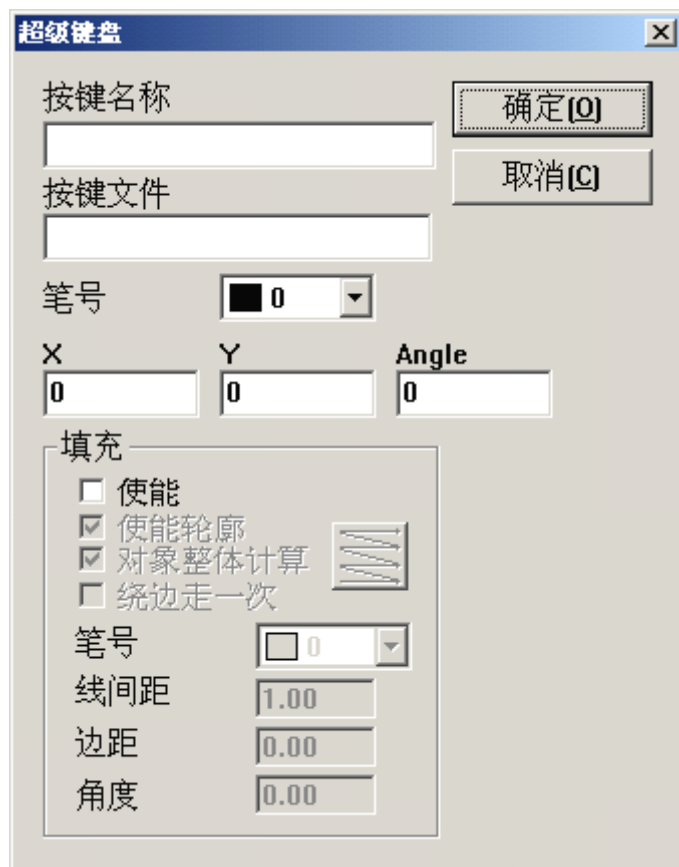 超级键盘
按键名称
确定(O)
按键文件
取消(C)
笔号
0
X Y Angle
0 0 0
填充
使能
使能轮廓
对象整体计算
绕边走一次
笔号 0
线间距 1.00
边距 0.00
角度 0.00